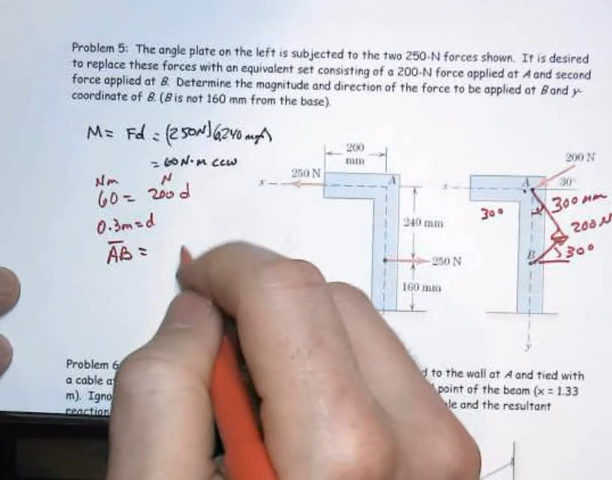 Problem 5: The angle plate on the left is subjected to the two 250-N forces shown. It is desired
to replace these forces with an equivalent set consisting of a 200-N force applied at A and second
force applied at B. Determine the magnitude and direction of the force to be applied at B and y-
coordinate of B. (B is not 160 mm from the base).
M = Fd = (250N)(240 mm)
= 60 N·m ccw
Nm N
60 = 200 d
0.3m = d
AB =
200
mm
250 N
x
A
240 mm
250 N
160 mm
200 N
x
A
30°
30°
300 mm
200 N
B
30°
y
Problem 6
d to the wall at A and tied with
a cable a
point of the beam (x = 1.33
m). Igno
le and the resultant
reaction